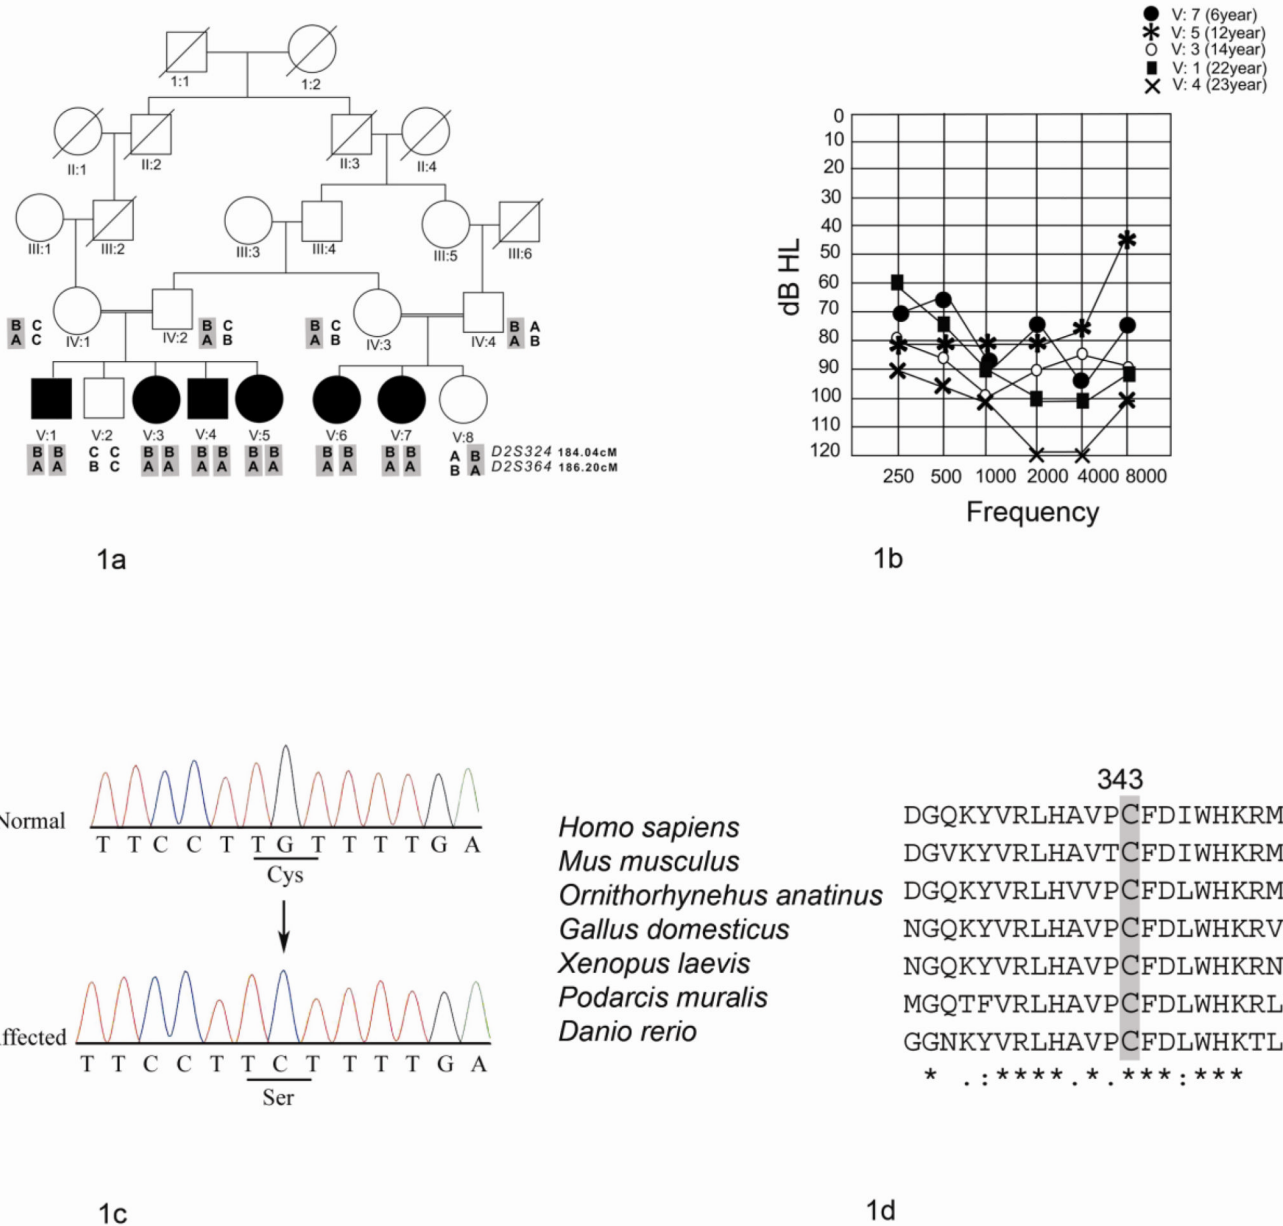 1:1
1:2
II:1
II:2
II:3
II:4
III:1
III:2
III:3
III:4
III:5
III:6
B C
A C
IV:1
IV:2
B C
A B
B C
A B
IV:3
IV:4
B A
A B
V:1
V:2
V:3
V:4
V:5
V:6
V:7
V:8
B B
A A
C C
B C
B B
A A
B B
A A
B B
A A
B B
A A
B B
A A
A B
B A
D2S324 184.04cM
D2S364 186.20cM
1a
V: 7 (6year)
V: 5 (12year)
V: 3 (14year)
V: 1 (22year)
V: 4 (23year)
dB HL
0
10
20
30
40
50
60
70
80
90
100
110
120
250 500 1000 2000 4000 8000
Frequency
1b
Normal
T T C C T T G T T T T G A
Cys
ffected
T T C C T T C T T T T G A
Ser
1c
343
Homo sapiens DGQKYVRLHAVPCFDIWHKRM
Mus musculus DGVKYVRLHAVTCFDIWHKRM
Ornithorhynehus anatinus DGQKYVRLHVVPCFDLWHKRM
Gallus domesticus NGQKYVRLHAVPCFDLWHKRV
Xenopus laevis NGQKYVRLHAVPCFDLWHKRN
Podarcis muralis MGQTFVRLHAVPCFDLWHKRL
Danio rerio GGNKYVRLHAVPCFDLWHKTL
* .:****.*.***:***
1d